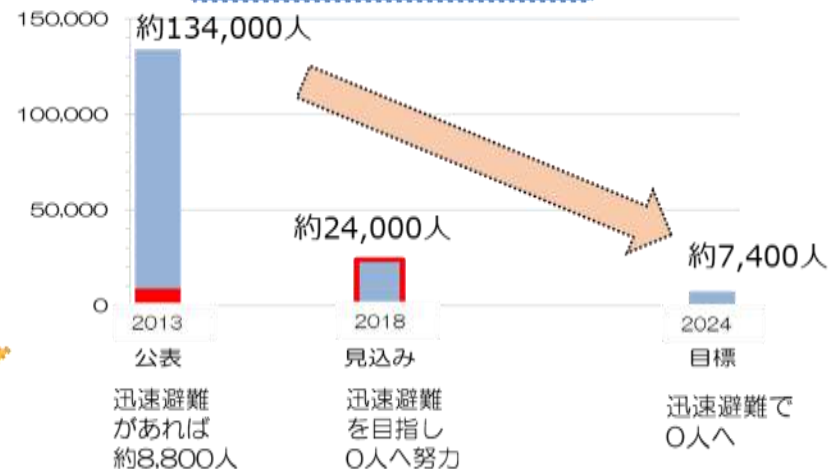 150,000
約134,000人
100,000
50,000
約24,000人
約7,400人
0
2013
2018
2024
公表
見込み
目標
迅速避難
があれば
約8,800人
迅速避難
を目指し
0人へ努力
迅速避難で
0人へ